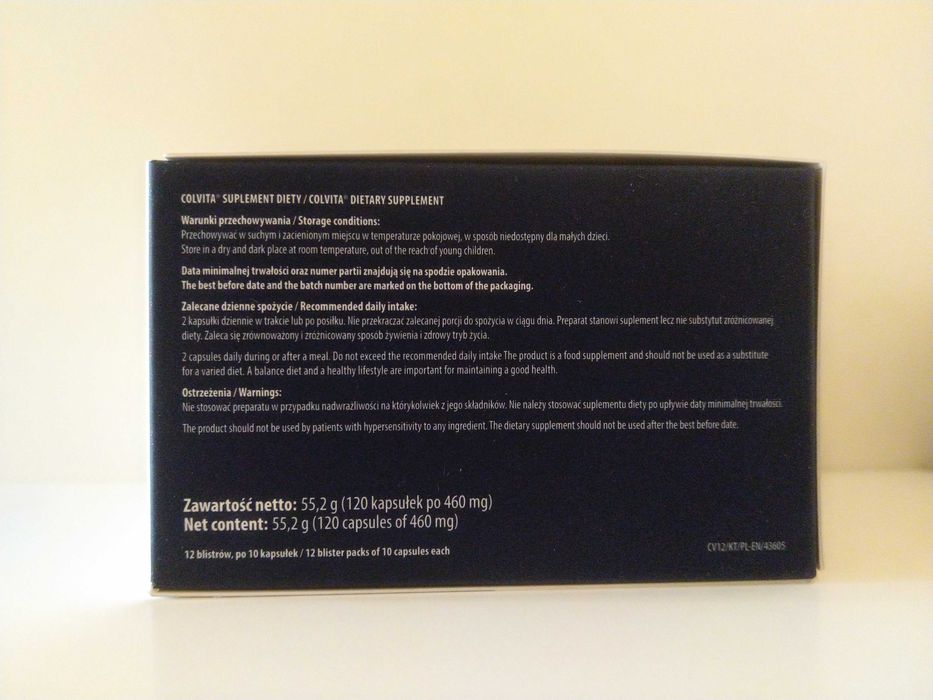 COLVITA® SUPLEMENT DIETY / COLVITA® DIETARY SUPPLEMENT
Warunki przechowywania / Storage conditions:
Przechowywać w suchym i zacienionym miejscu w temperaturze pokojowej, w sposób niedostępny dla małych dzieci.
Store in a dry and dark place at room temperature, out of the reach of young children.
Data minimalnej trwałości oraz numer partii znajdują się na spodzie opakowania.
The best before date and the batch number are marked on the bottom of the packaging.
Zalecane dzienne spożycie / Recommended daily intake:
2 kapsułki dziennie w trakcie lub po posiłku. Nie przekraczać zalecanej porcji do spożycia w ciągu dnia. Preparat stanowi suplement lecz nie substytut zróżnicowanej
diety. Zaleca się zrównoważony i zróżnicowany sposób żywienia i zdrowy tryb życia.
2 capsules daily during or after a meal. Do not exceed the recommended daily intake The product is a food supplement and should not be used as a substitute
for a varied diet. A balance diet and a healthy lifestyle are important for maintaining a good health.
Ostrzeżenia / Warnings:
Nie stosować preparatu w przypadku nadwrażliwości na którykolwiek z jego składników. Nie należy stosować suplementu diety po upływie daty minimalnej trwałości.
The product should not be used by patients with hypersensitivity to any ingredient. The dietary supplement should not be used after the best before date.
Zawartość netto: 55,2 g (120 kapsułek po 460 mg)
Net content: 55,2 g (120 capsules of 460 mg)
12 blistrów, po 10 kapsułek / 12 blister packs of 10 capsules each
CV12/KT/PL-EN/43605